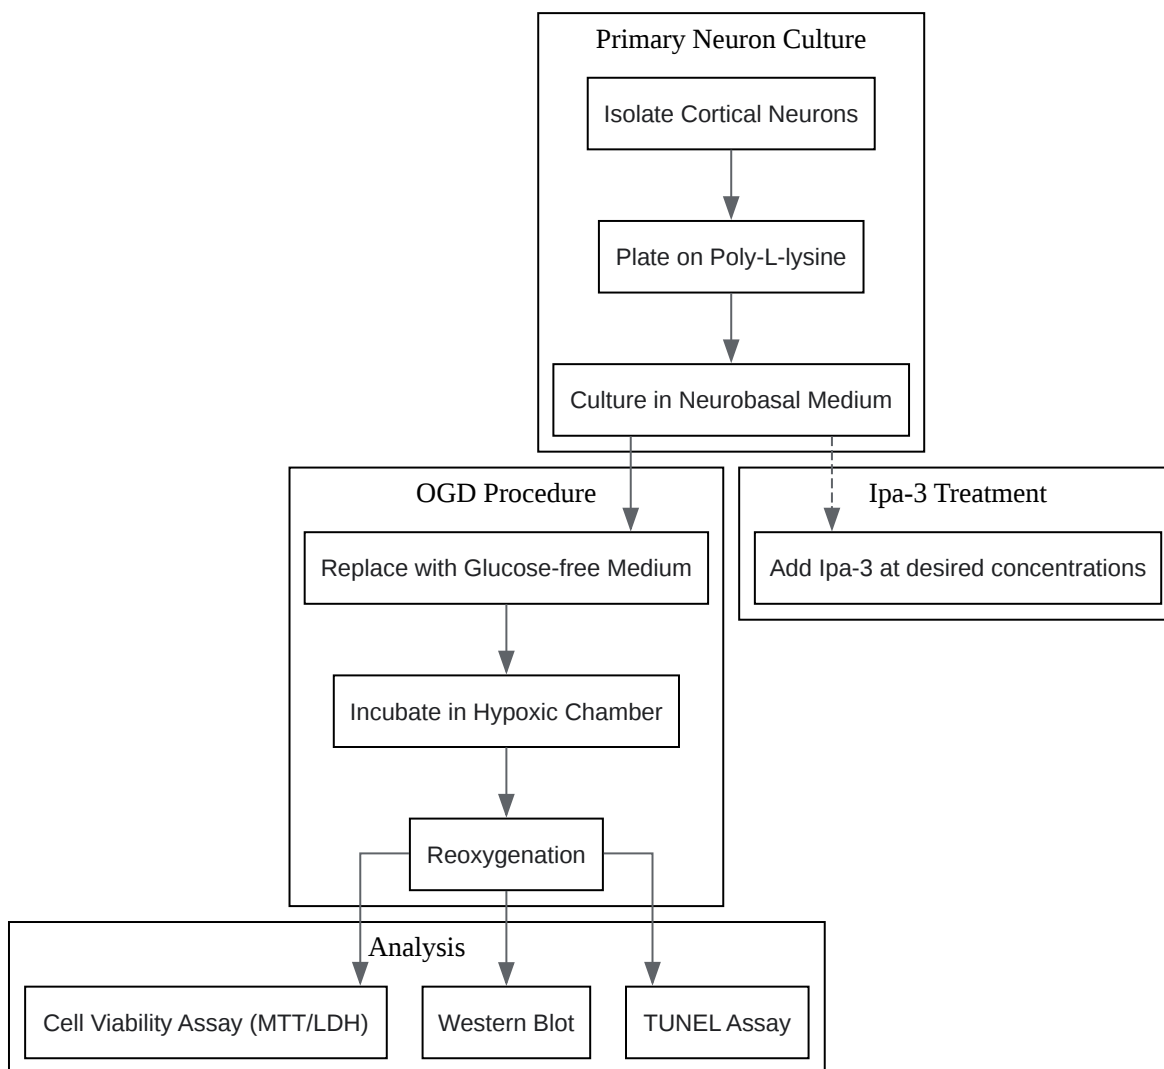 Primary Neuron Culture
Isolate Cortical Neurons
Plate on Poly-L-lysine
Culture in Neurobasal Medium
OGD Procedure
Replace with Glucose-free Medium
Incubate in Hypoxic Chamber
Reoxygenation
Ipa-3 Treatment
Add Ipa-3 at desired concentrations
Analysis
Cell Viability Assay (MTT/LDH)
Western Blot
TUNEL Assay